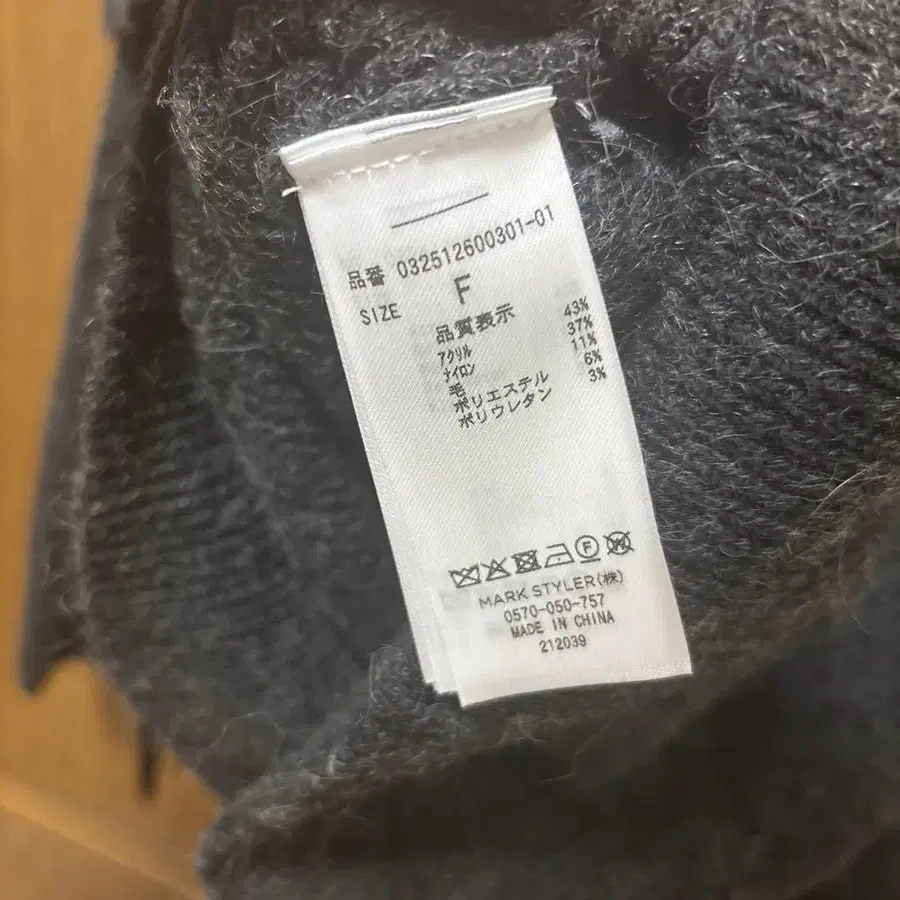 品番 032512600301-01
SIZE F
品質表示
アクリル 43%
ナイロン 37%
毛 11%
ポリエステル 6%
ポリウレタン 3%
MARK STYLER(株)
0570-050-757
MADE IN CHINA
212039